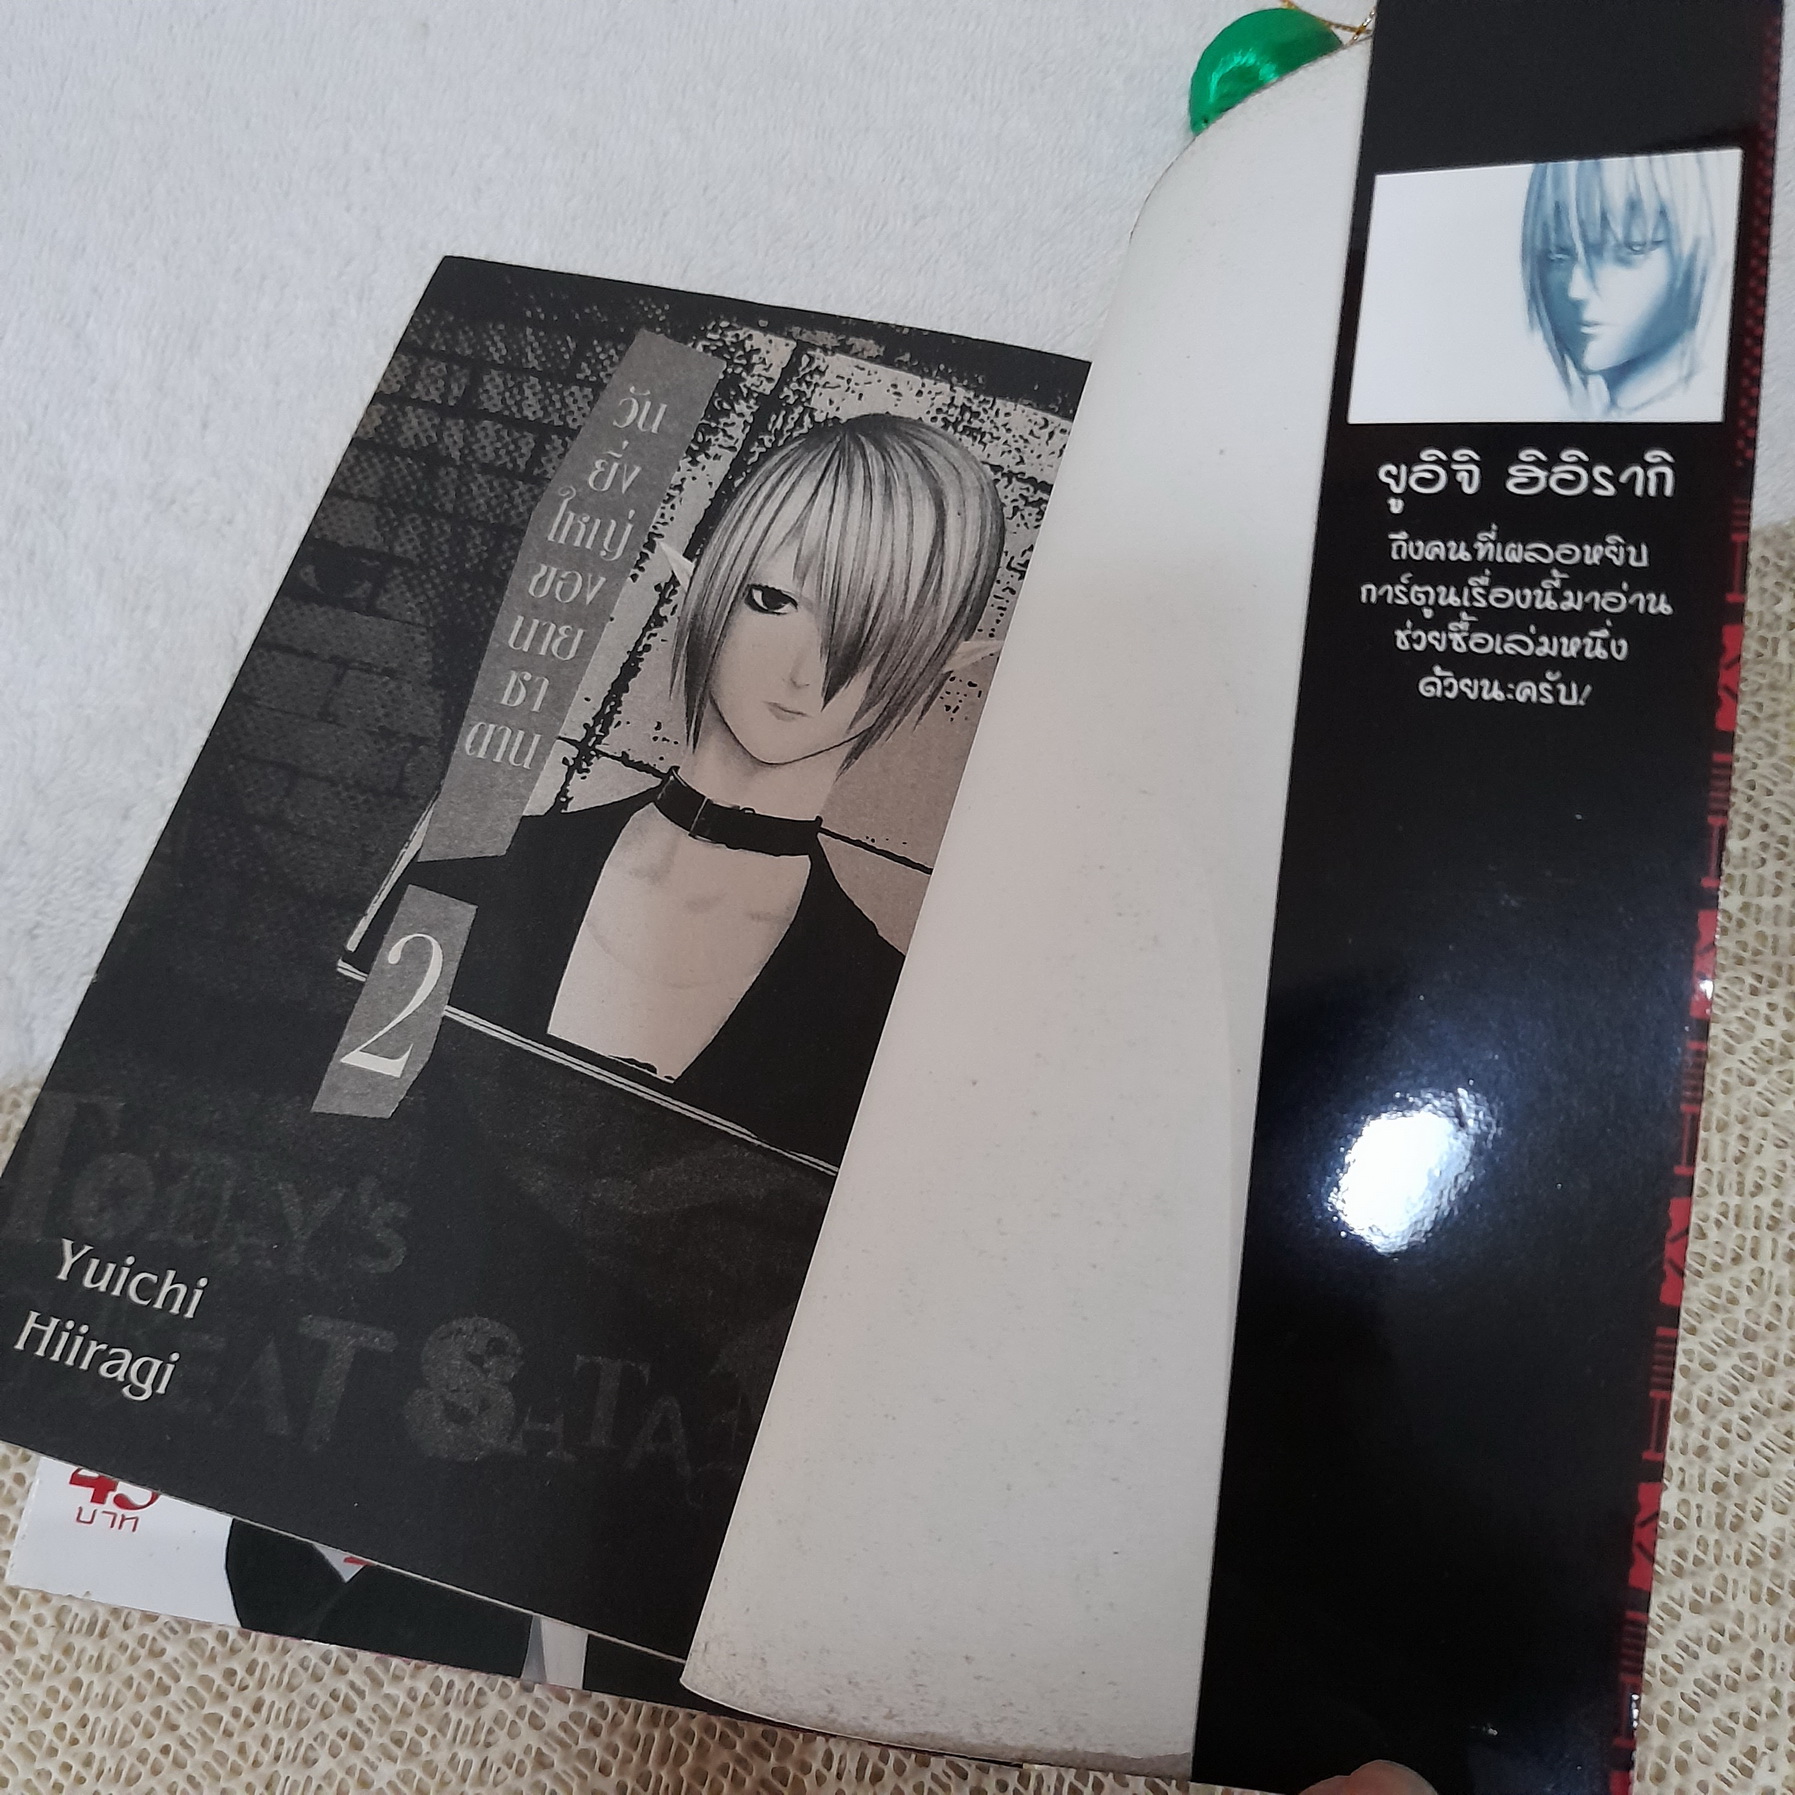 วัน
ยิ่ง
ใหญ่
ของ
นาย
ซา
ตาน
2
TODAY'S
Yuichi
Hiiragi
45
บาท
ยูอิจิ ฮิอิรากิ
ถึงคนที่เผลอหยิบ
การ์ตูนเรื่องนี้มาอ่าน
ช่วยซื้อเล่มหนึ่ง
ด้วยนะครับ!